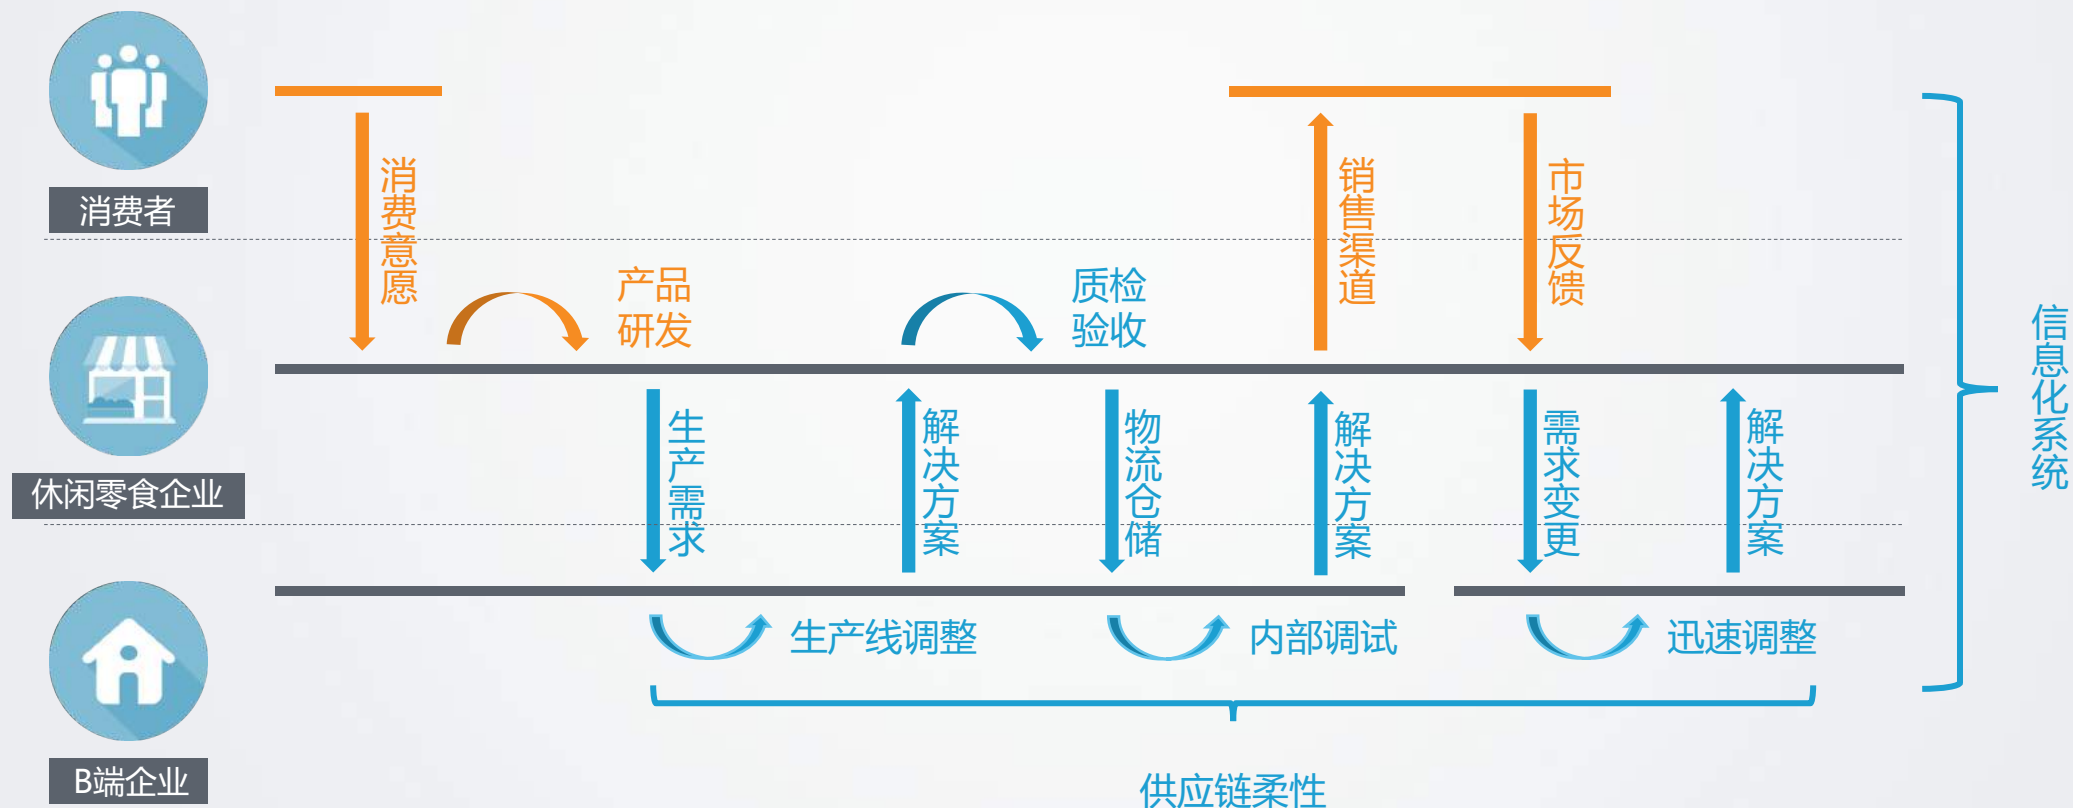 消费者
消费意愿
销售渠道
市场反馈
休闲零食企业
产品
研发
质检
验收
生产需求
解决方案
物流仓储
解决方案
需求变更
解决方案
信息化系统
B端企业
生产线调整
内部调试
迅速调整
供应链柔性